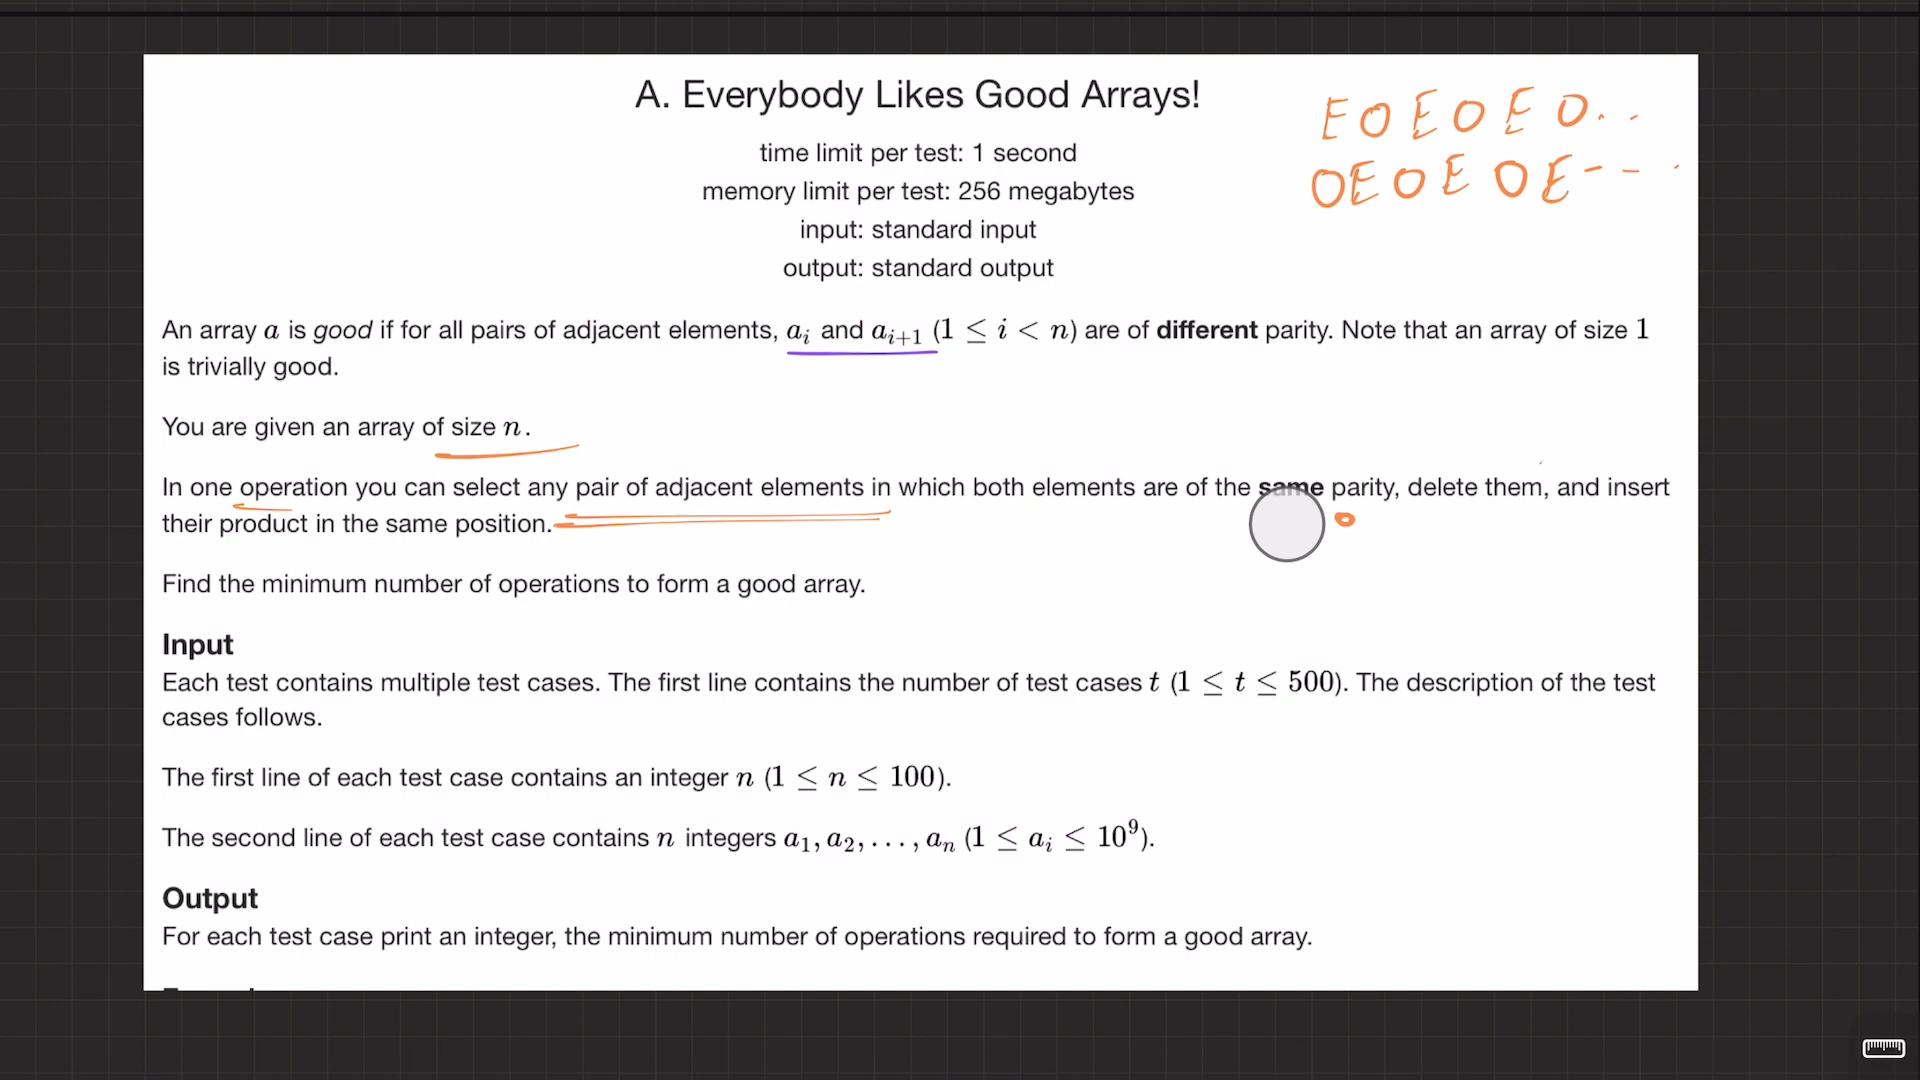 A. Everybody Likes Good Arrays!
E O E O E O . . .
O E O E O E - - -
time limit per test: 1 second
memory limit per test: 256 megabytes
input: standard input
output: standard output
An array a is good if for all pairs of adjacent elements, a_i and a_{i+1} (1 ≤ i < n) are of different parity. Note that an array of size 1
is trivially good.
You are given an array of size n.
In one operation you can select any pair of adjacent elements in which both elements are of the same parity, delete them, and insert
their product in the same position.
Find the minimum number of operations to form a good array.
Input
Each test contains multiple test cases. The first line contains the number of test cases t (1 ≤ t ≤ 500). The description of the test
cases follows.
The first line of each test case contains an integer n (1 ≤ n ≤ 100).
The second line of each test case contains n integers a_1, a_2, . . . , a_n (1 ≤ a_i ≤ 10^9).
Output
For each test case print an integer, the minimum number of operations required to form a good array.